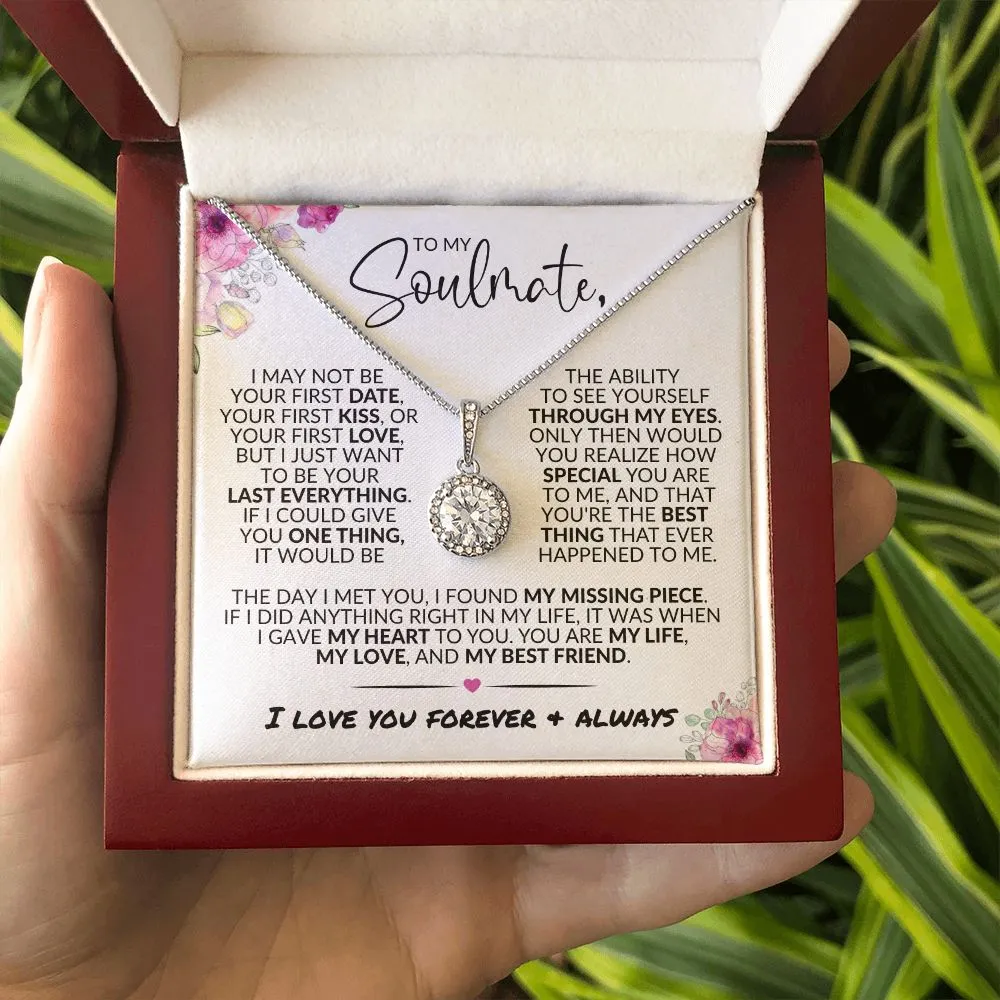 TO MY
Soulmate,
I MAY NOT BE
YOUR FIRST DATE,
YOUR FIRST KISS, OR
YOUR FIRST LOVE,
BUT I JUST WANT
TO BE YOUR
LAST EVERYTHING.
IF I COULD GIVE
YOU ONE THING,
IT WOULD BE
THE ABILITY
TO SEE YOURSELF
THROUGH MY EYES.
ONLY THEN WOULD
YOU REALIZE HOW
SPECIAL YOU ARE
TO ME, AND THAT
YOU'RE THE BEST
THING THAT EVER
HAPPENED TO ME.
THE DAY I MET YOU, I FOUND MY MISSING PIECE.
IF I DID ANYTHING RIGHT IN MY LIFE, IT WAS WHEN
I GAVE MY HEART TO YOU. YOU ARE MY LIFE,
MY LOVE, AND MY BEST FRIEND.
I LOVE YOU FOREVER + ALWAYS